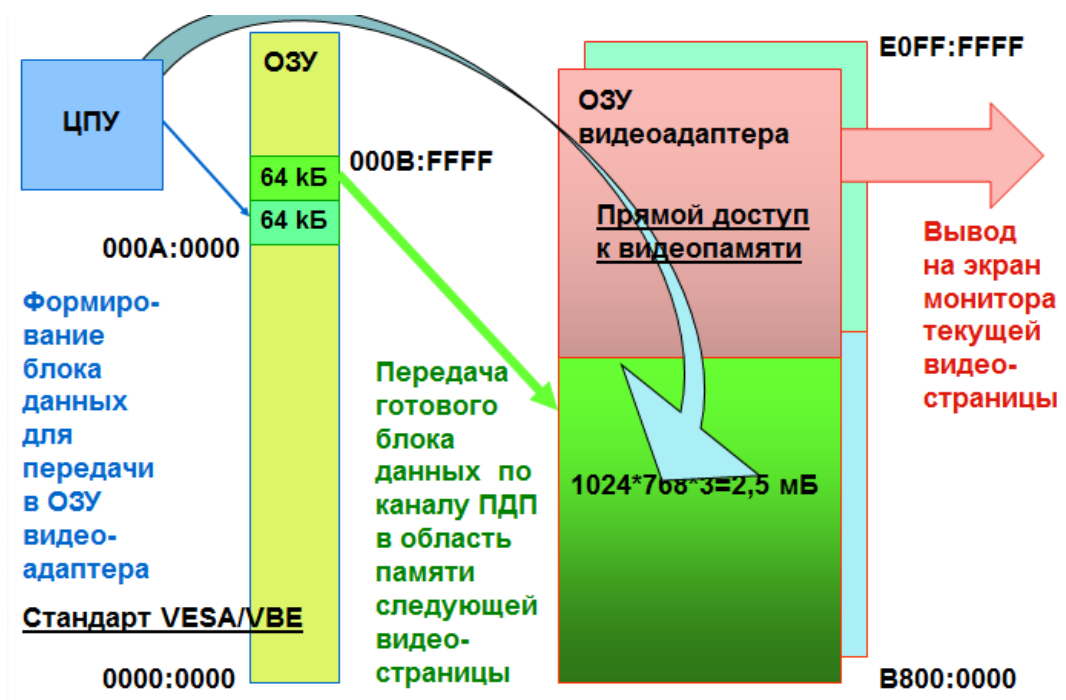 ЦПУ
ОЗУ
64 kБ
64 kБ
000B:FFFF
000A:0000
0000:0000
Формиро-
вание
блока
данных
для
передачи
в ОЗУ
видео-
адаптера
Стандарт VESA/VBE
Передача
готового
блока
данных по
каналу ПДП
в область
памяти
следующей
видео-
страницы
ОЗУ
видеоадаптера
Прямой доступ
к видеопамяти
1024*768*3=2,5 мБ
E0FF:FFFF
Вывод
на экран
монитора
текущей
видео-
страницы
B800:0000